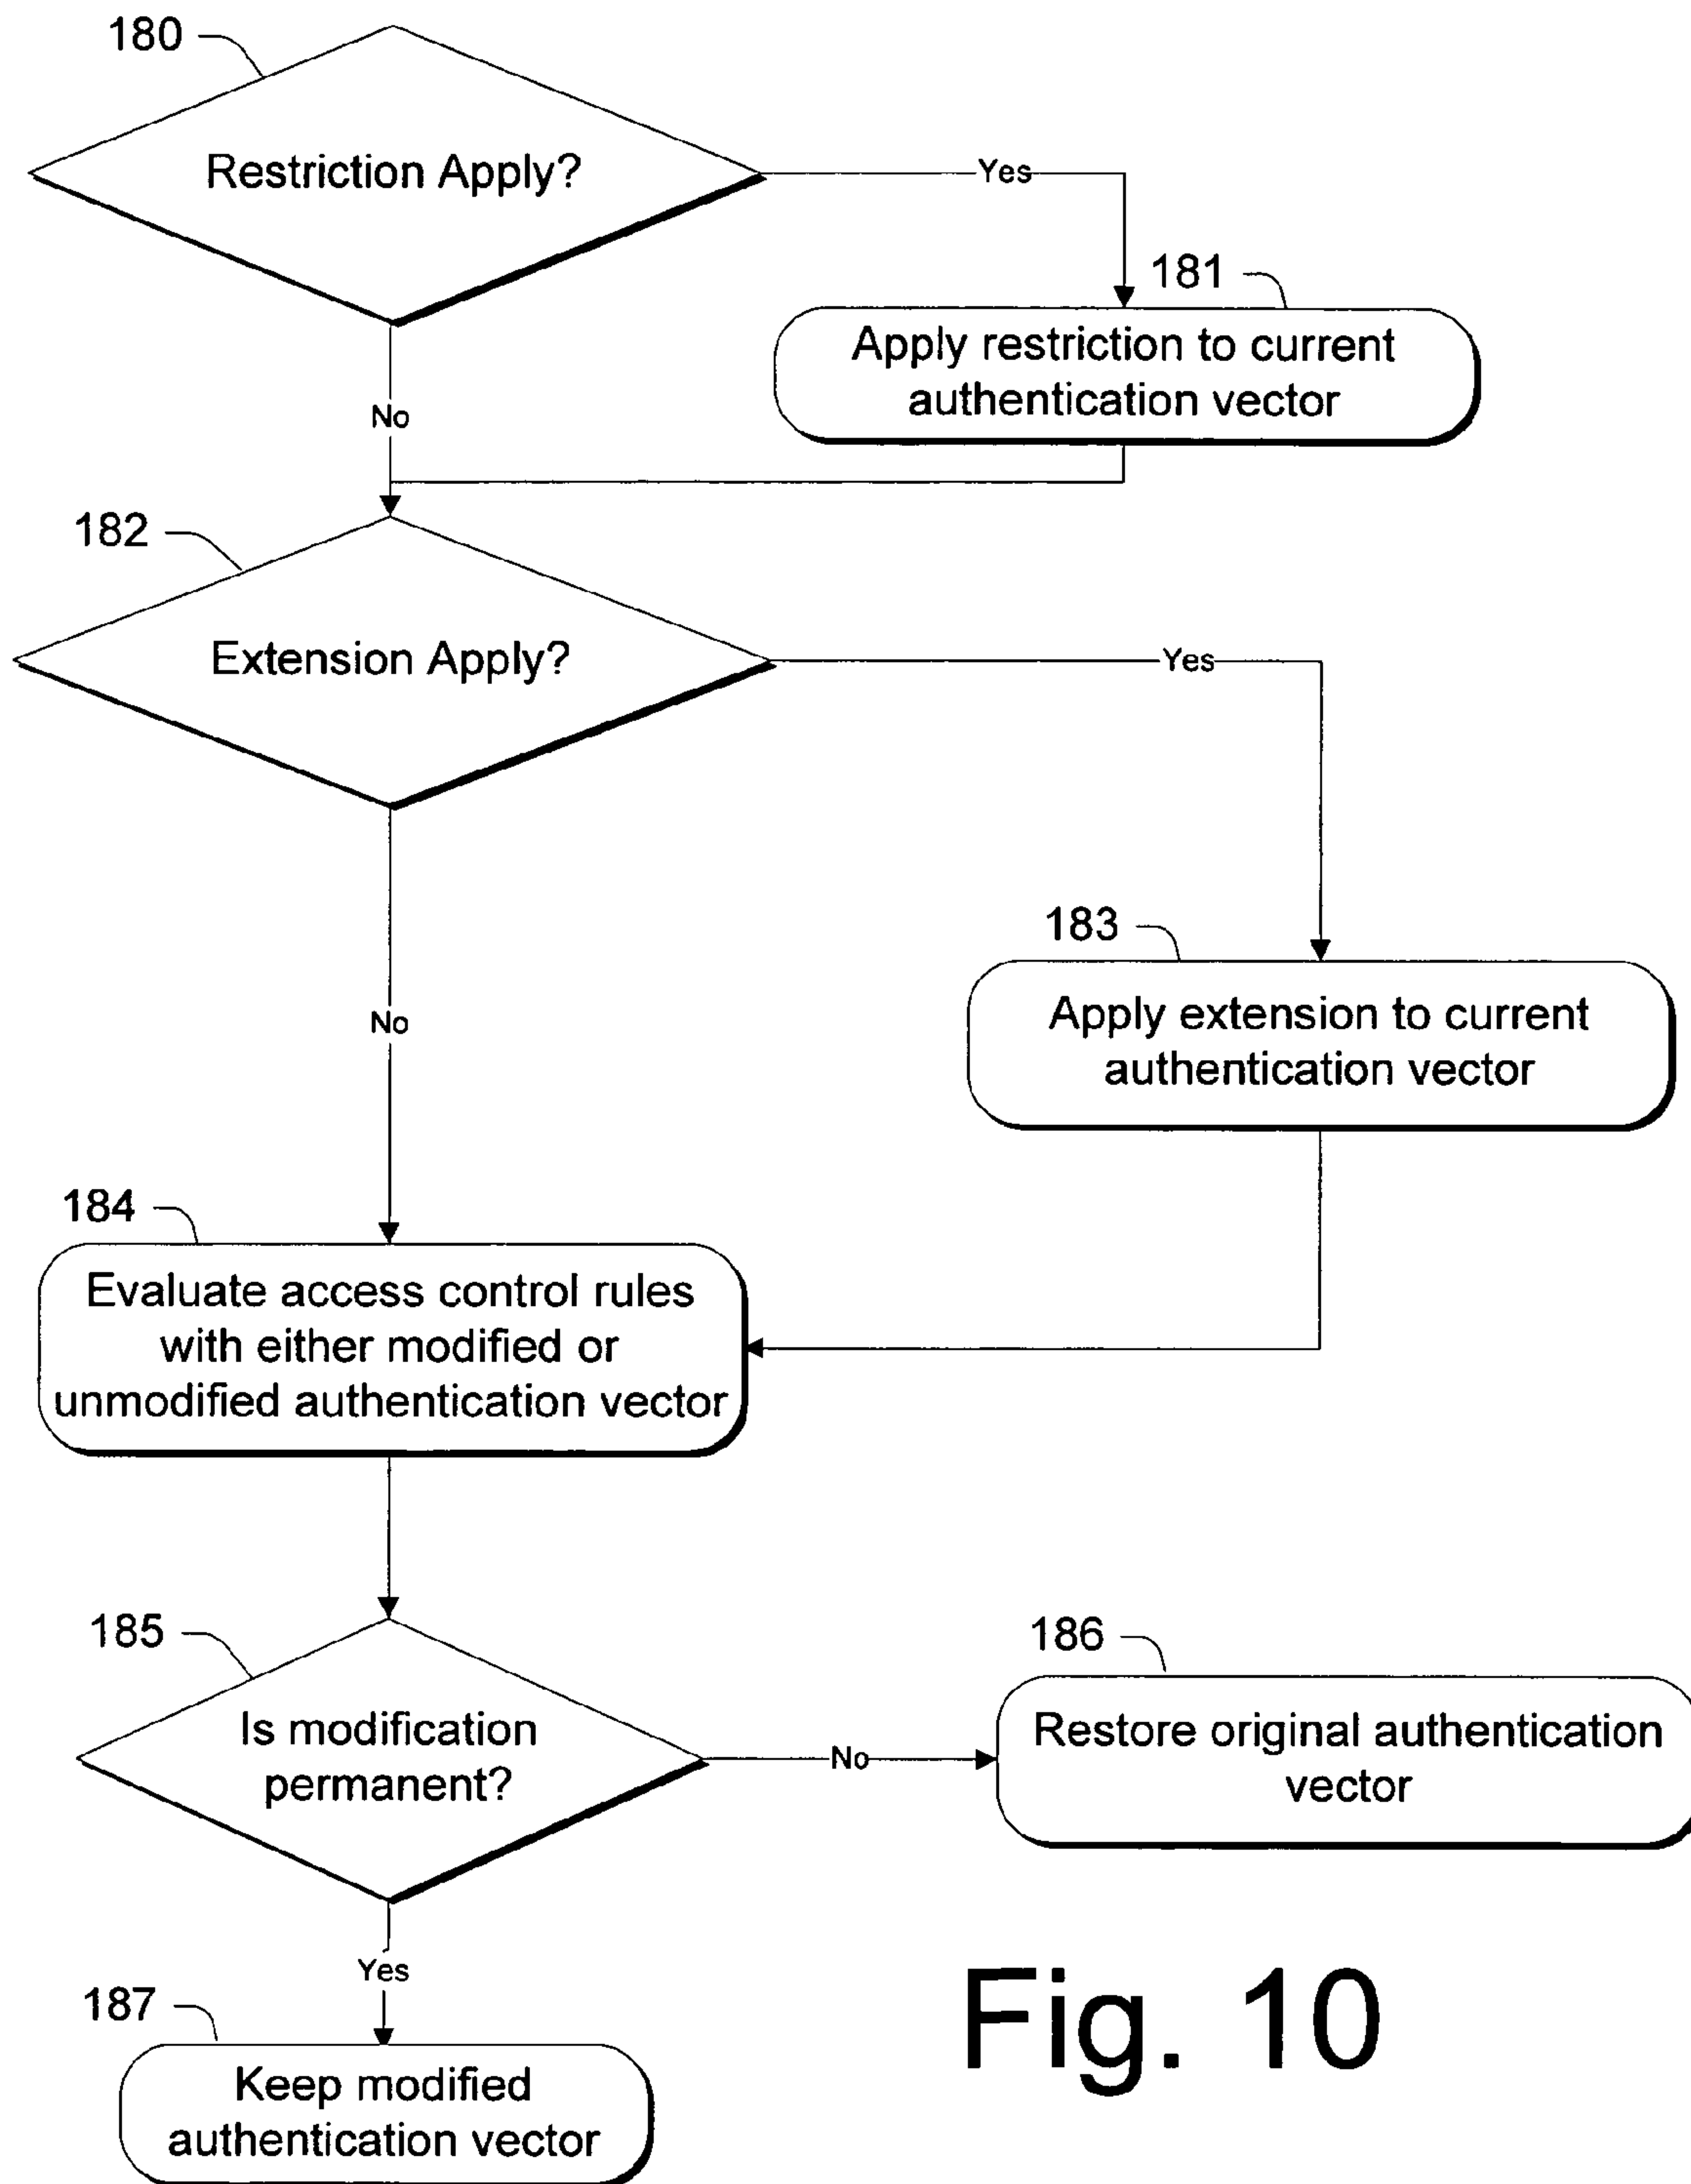 180
Restriction Apply?
Yes
181
Apply restriction to current
authentication vector
No
182
Extension Apply?
Yes
183
Apply extension to current
authentication vector
No
184
Evaluate access control rules
with either modified or
unmodified authentication vector
185
Is modification
permanent?
No
186
Restore original authentication
vector
Yes
187
Keep modified
authentication vector
Fig. 10